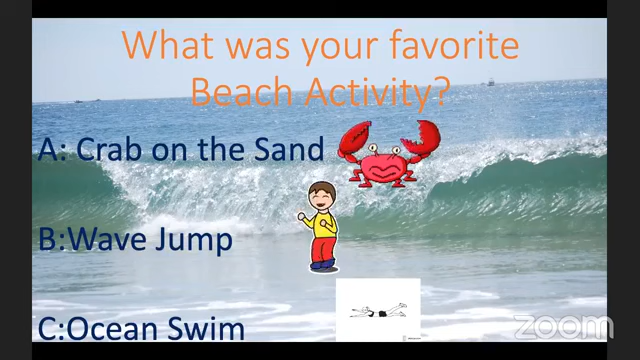 What was your favorite
Beach Activity?
A: Crab on the Sand
B:Wave Jump
C:Ocean Swim
zoom